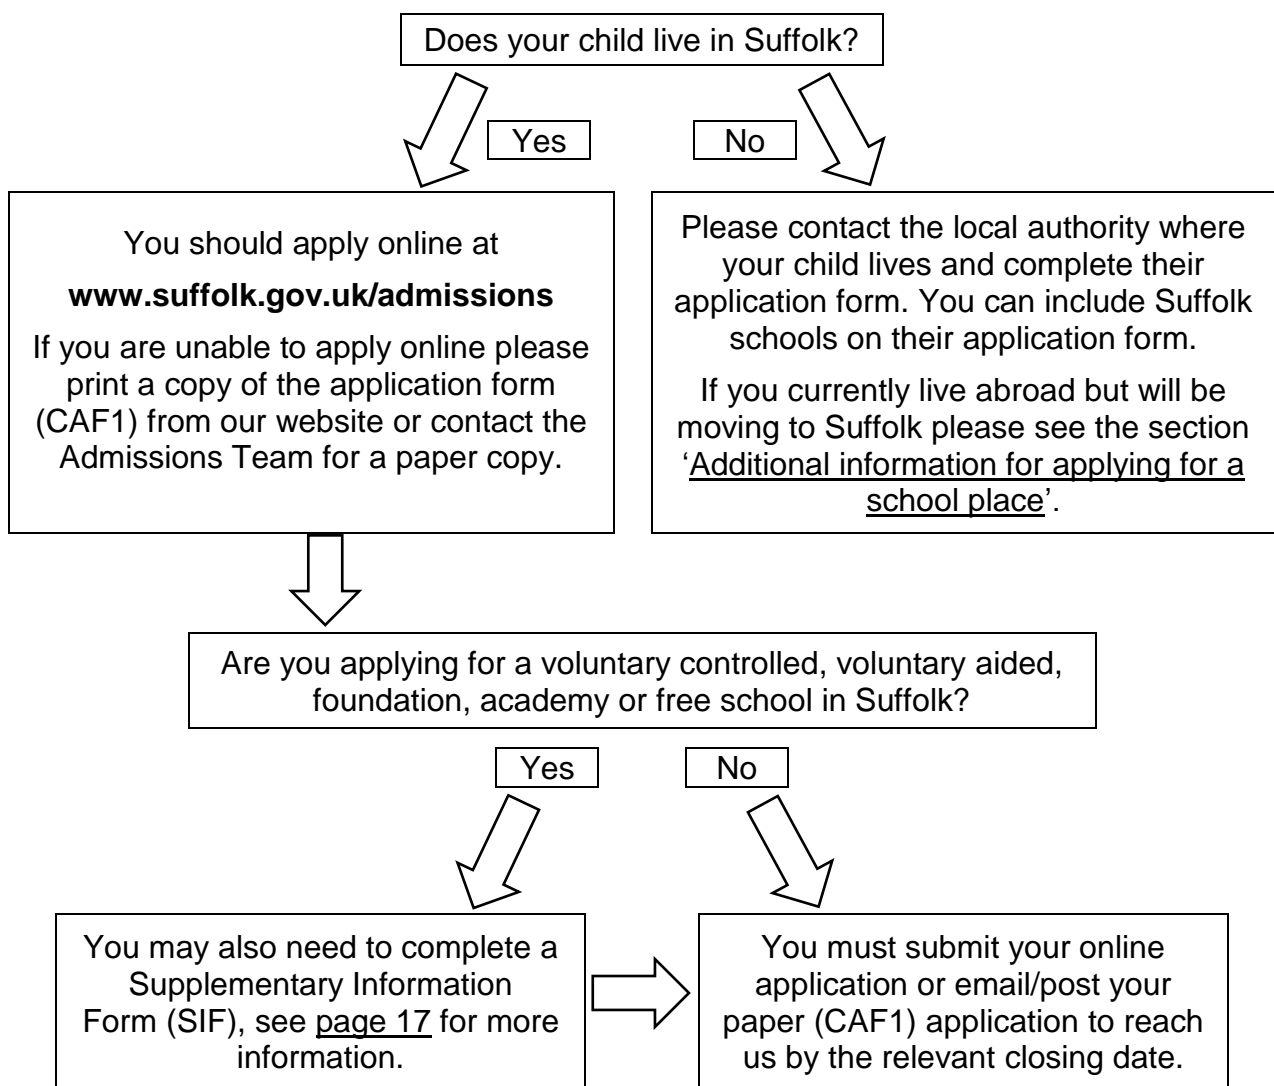 Does your child live in Suffolk?
Yes
No
You should apply online at
www.suffolk.gov.uk/admissions
If you are unable to apply online please
print a copy of the application form
(CAF1) from our website or contact the
Admissions Team for a paper copy.
Please contact the local authority where
your child lives and complete their
application form. You can include Suffolk
schools on their application form.
If you currently live abroad but will be
moving to Suffolk please see the section
‘Additional information for applying for a
school place’.
Are you applying for a voluntary controlled, voluntary aided,
foundation, academy or free school in Suffolk?
Yes
No
You may also need to complete a
Supplementary Information
Form (SIF), see page 17 for more
information.
You must submit your online
application or email/post your
paper (CAF1) application to reach
us by the relevant closing date.